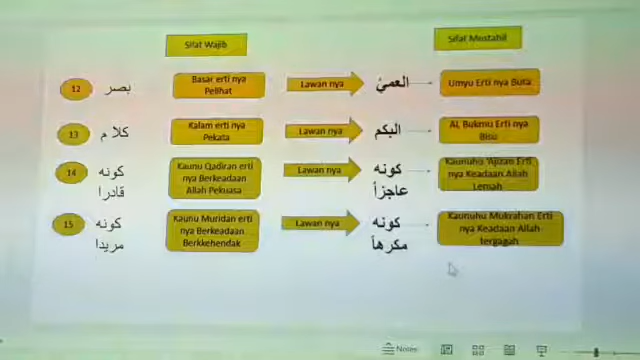 Sifat Wajib
Sifat Mustahil
12
بصر
Basar erti nya
Pelihat
Lawan nya
العمي
Umyu Erti nya Buta
13
كلام
Kalam erti nya
Pekata
Lawan nya
البكم
Al, Bukmu Erti nya
Bisu
14
كونه
قادرا
Kaunu Qadiran erti
nya Berkeadaan
Allah Pekuasa
Lawan nya
كونه
عاجزاً
Kaunuhu 'Ajizan Erti
nya Keadaan Allah
Lemah
15
كونه
مريدا
Kaunu Muridan erti
nya Berkeadaan
Berkkehendak
Lawan nya
كونه
مكرهاً
Kaunuhu Mukrahan Erti
nya Keadaan Allah
tergagah
Notes